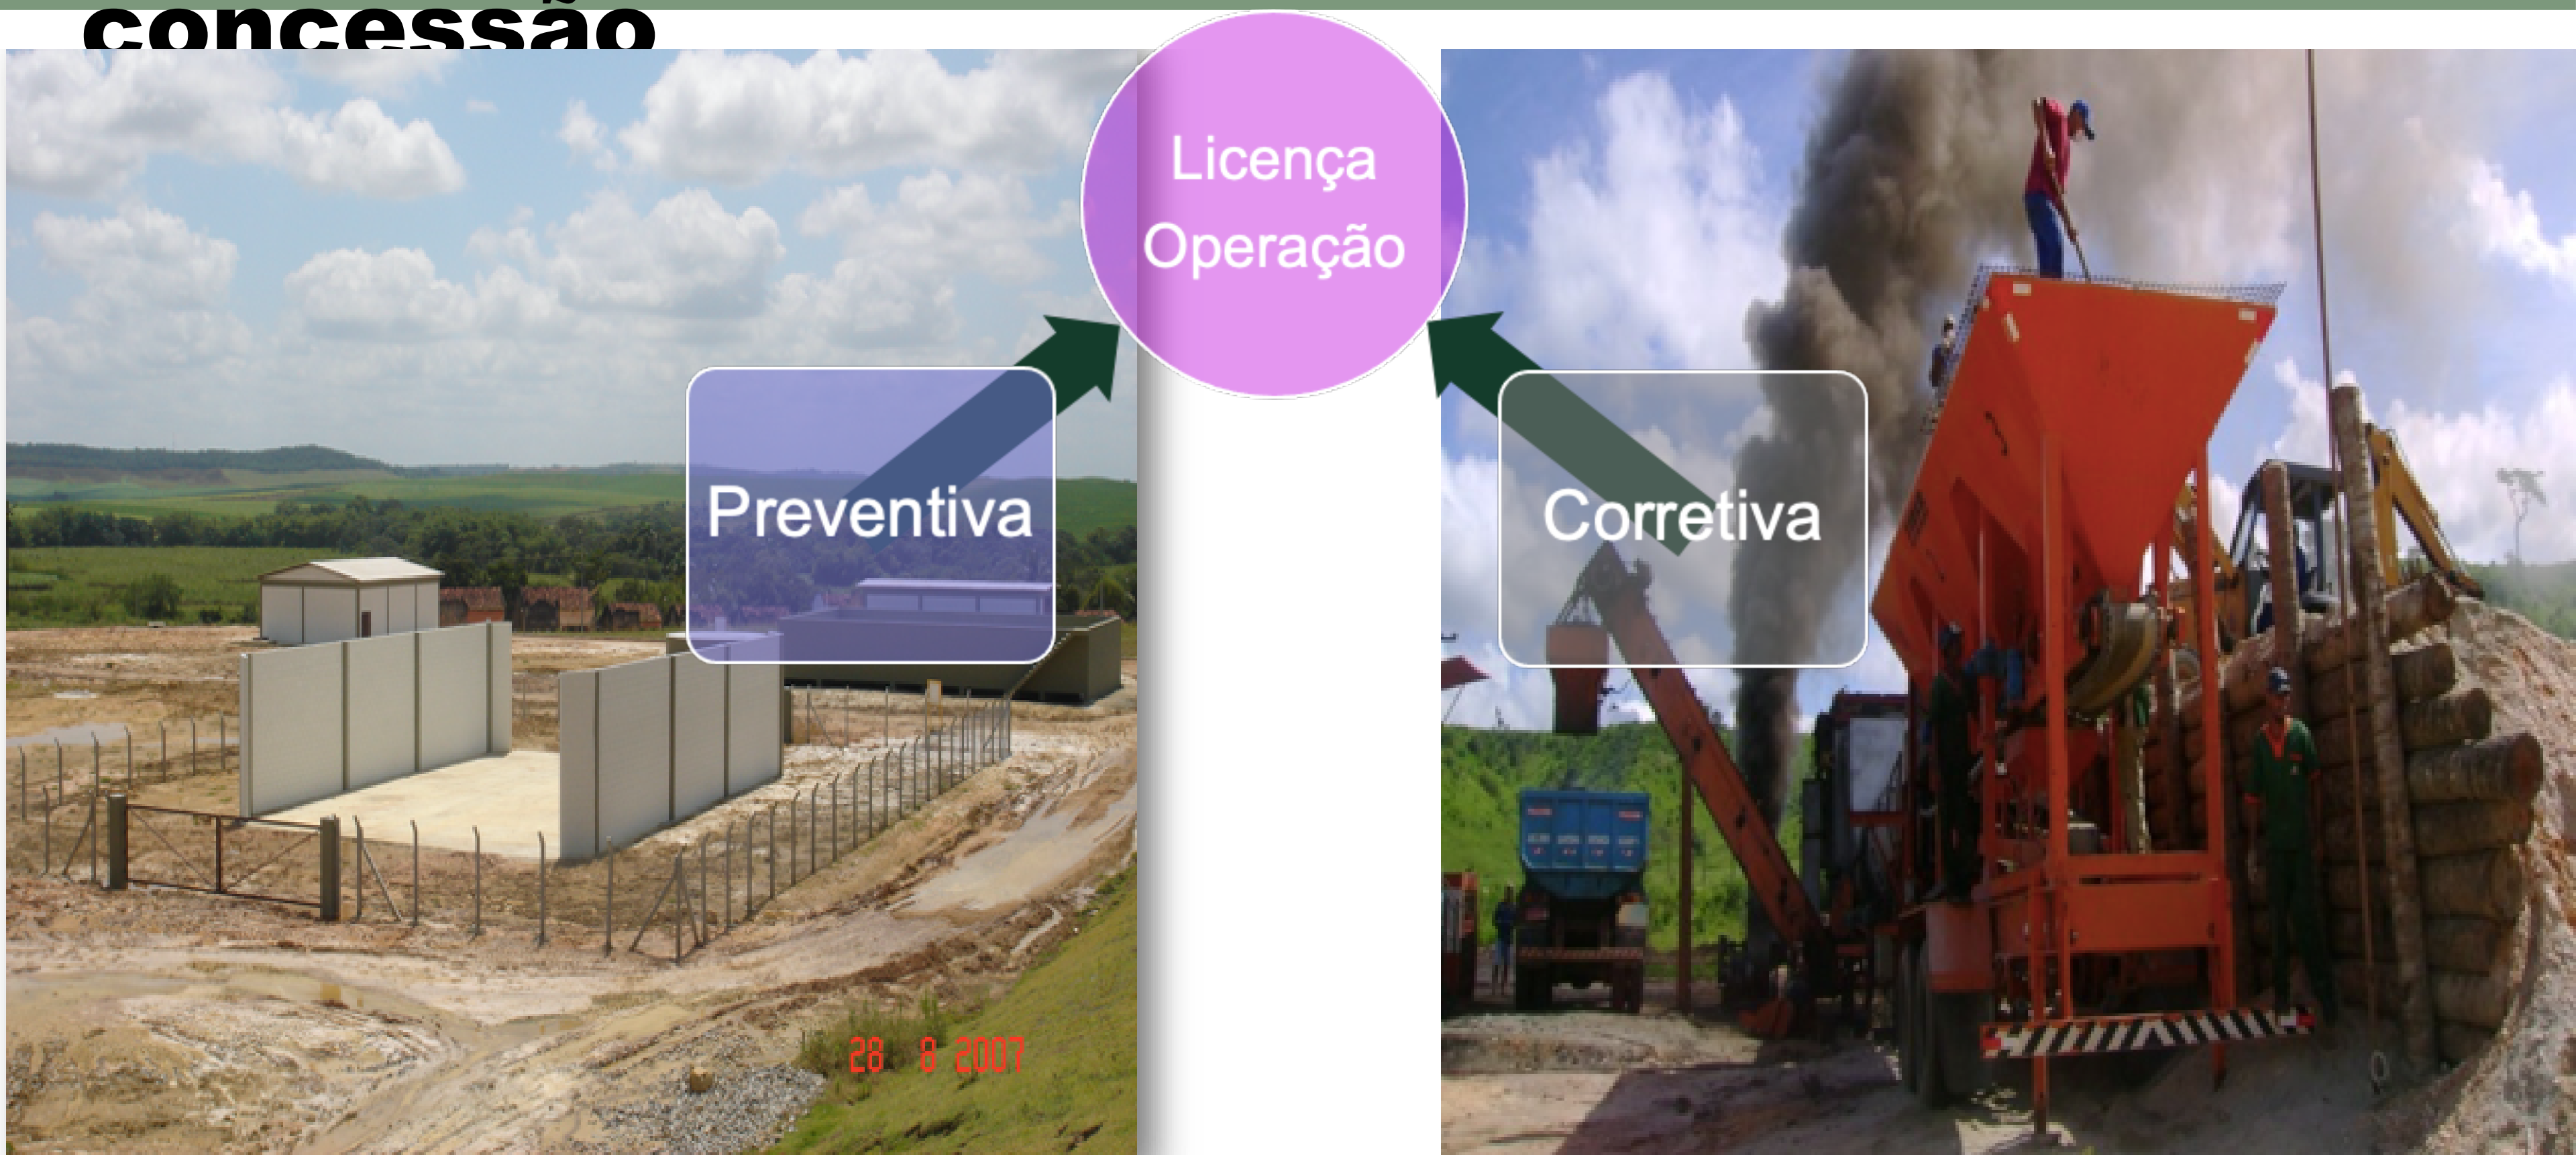 concessão
Licença
Operação
Preventiva
Corretiva
28 8 2007